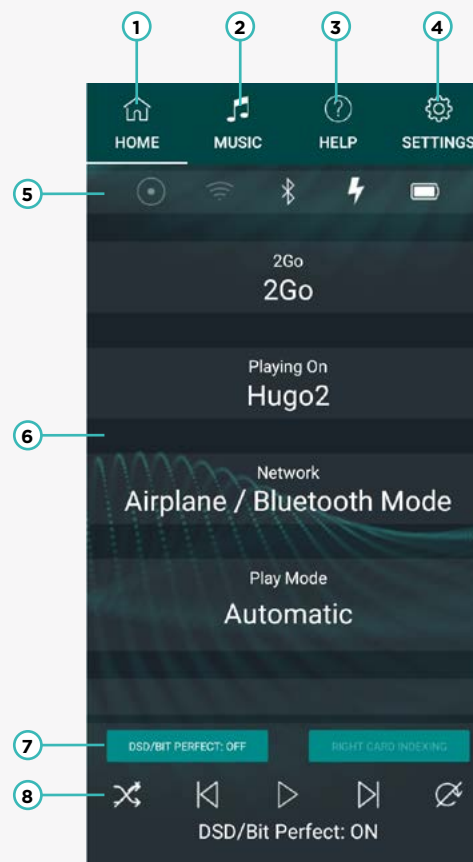 1 2 3 4
HOME MUSIC HELP SETTINGS
5
2Go
2Go
Playing On
Hugo2
6
Network
Airplane / Bluetooth Mode
Play Mode
Automatic
7
DSD/BIT PERFECT: OFF RIGHT CARD INDEXING
8
DSD/Bit Perfect: ON